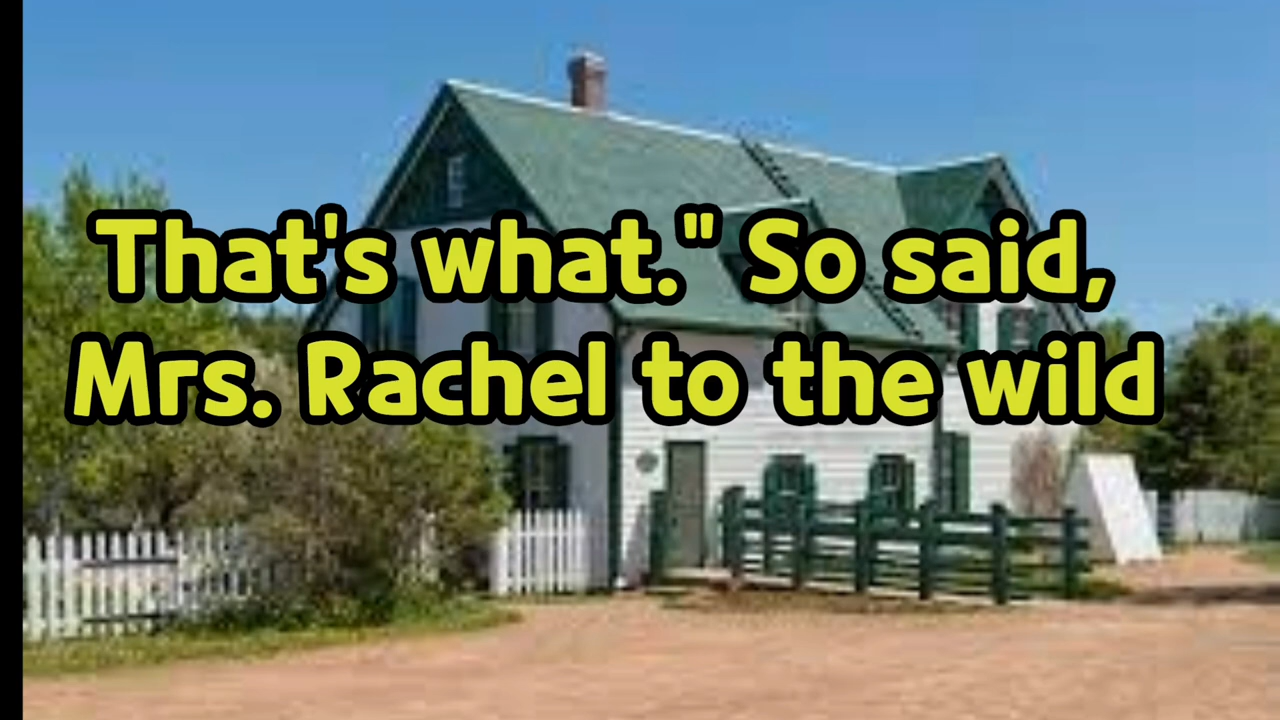 That's what." So said,
Mrs. Rachel to the wild